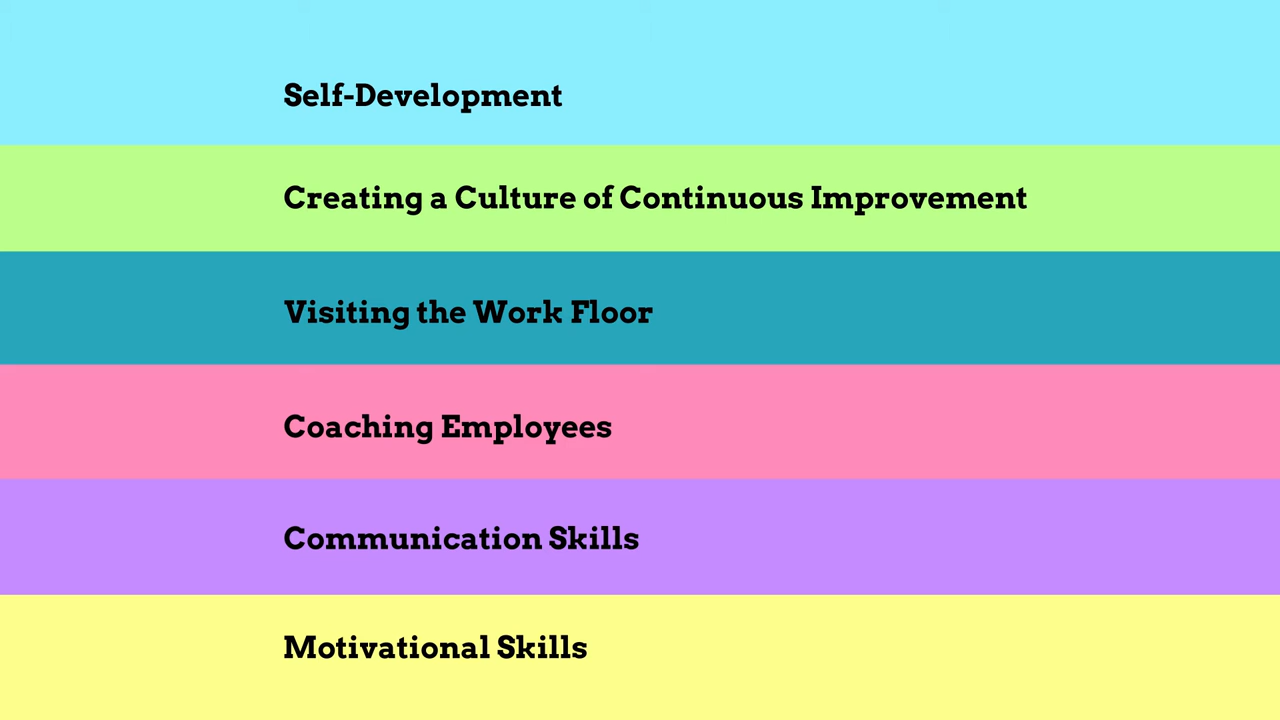 Self-Development
Creating a Culture of Continuous Improvement
Visiting the Work Floor
Coaching Employees
Communication Skills
Motivational Skills